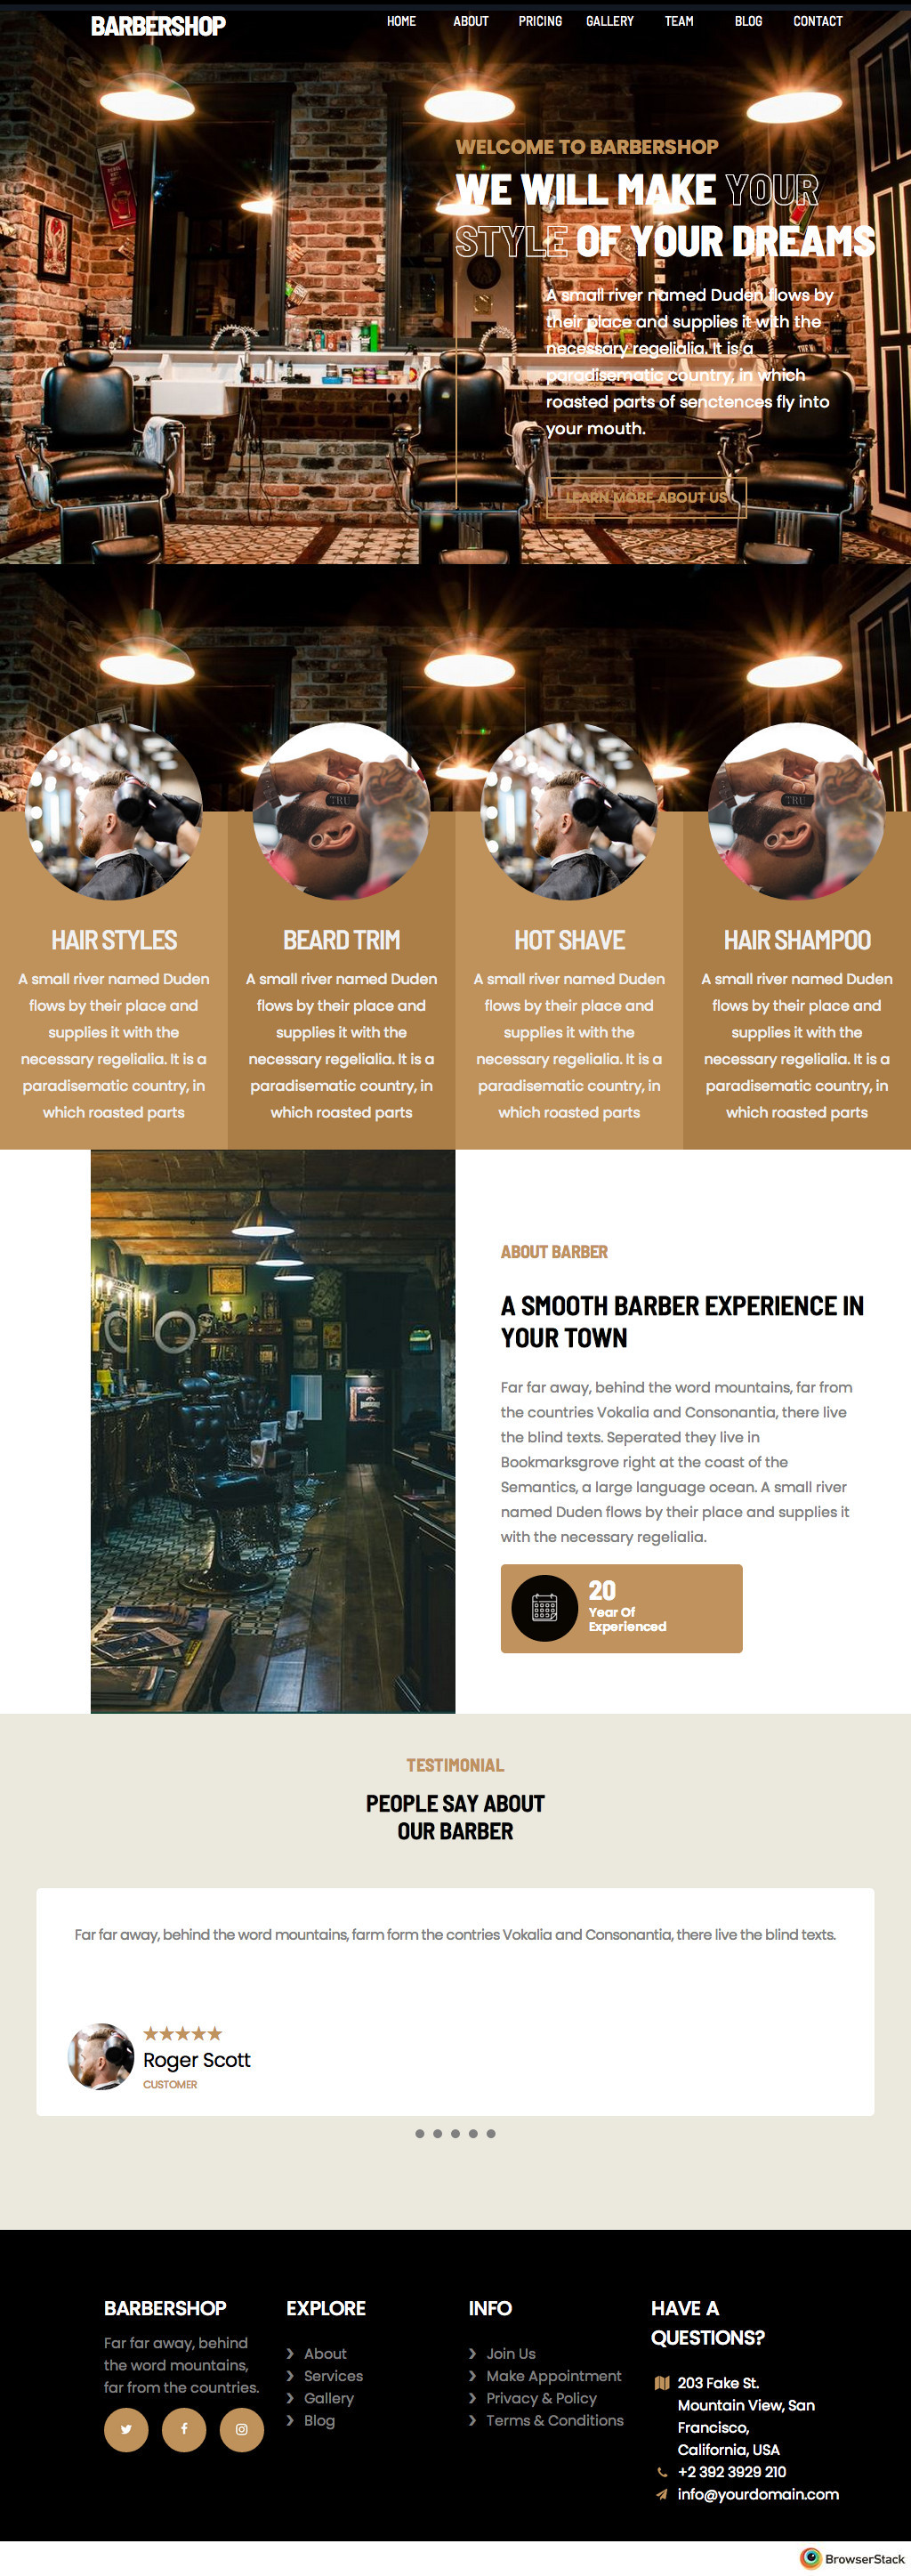 BARBERSHOP
HOME ABOUT PRICING GALLERY TEAM BLOG CONTACT
WELCOME TO BARBERSHOP
WE WILL MAKE YOUR
STYLE OF YOUR DREAMS
A small river named Duden flows by
their place and supplies it with the
necessary regelialia. It is a
paradisematic country, in which
roasted parts of senctences fly into
your mouth.
LEARN MORE ABOUT US
TRU
TRU
HAIR STYLES
A small river named Duden
flows by their place and
supplies it with the
necessary regelialia. It is a
paradisematic country, in
which roasted parts
BEARD TRIM
A small river named Duden
flows by their place and
supplies it with the
necessary regelialia. It is a
paradisematic country, in
which roasted parts
HOT SHAVE
A small river named Duden
flows by their place and
supplies it with the
necessary regelialia. It is a
paradisematic country, in
which roasted parts
HAIR SHAMPOO
A small river named Duden
flows by their place and
supplies it with the
necessary regelialia. It is a
paradisematic country, in
which roasted parts
ABOUT BARBER
A SMOOTH BARBER EXPERIENCE IN
YOUR TOWN
Far far away, behind the word mountains, far from
the countries Vokalia and Consonantia, there live
the blind texts. Seperated they live in
Bookmarksgrove right at the coast of the
Semantics, a large language ocean. A small river
named Duden flows by their place and supplies it
with the necessary regelialia.
20
Year Of
Experienced
TESTIMONIAL
PEOPLE SAY ABOUT
OUR BARBER
Far far away, behind the word mountains, farm form the contries Vokalia and Consonantia, there live the blind texts.
Roger Scott
CUSTOMER
BARBERSHOP
Far far away, behind
the word mountains,
far from the countries.
EXPLORE
About
Services
Gallery
Blog
INFO
Join Us
Make Appointment
Privacy & Policy
Terms & Conditions
HAVE A
QUESTIONS?
203 Fake St.
Mountain View, San
Francisco,
California, USA
+2 392 3929 210
info@yourdomain.com
BrowserStack